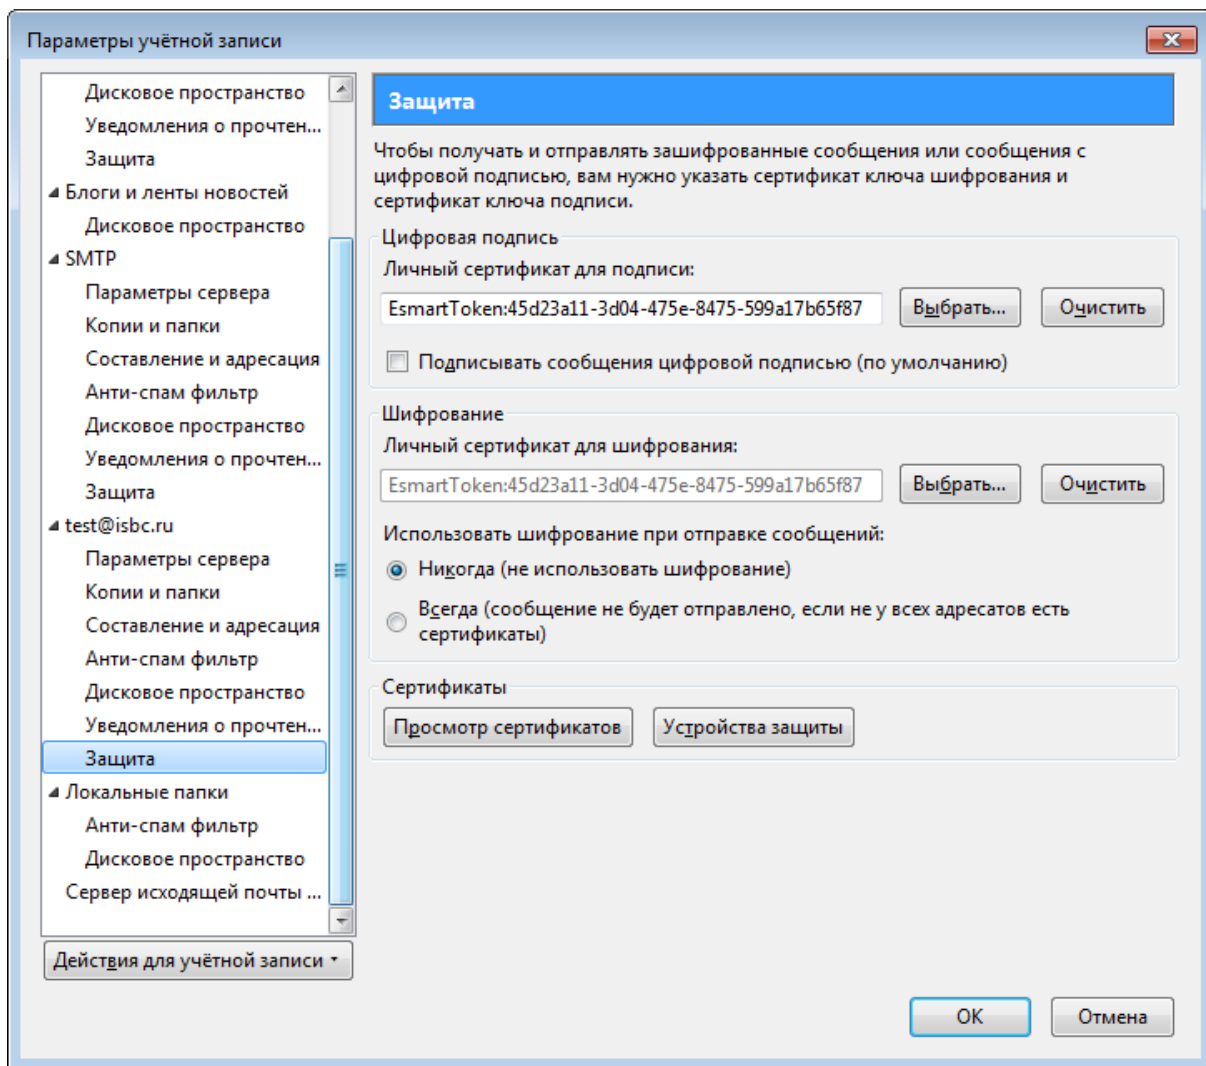 Параметры учётной записи
Дисковое пространство
Уведомления о прочтен...
Защита
Блоги и ленты новостей
Дисковое пространство
SMTP
Параметры сервера
Копии и папки
Составление и адресация
Анти-спам фильтр
Дисковое пространство
Уведомления о прочтен...
Защита
test@isbc.ru
Параметры сервера
Копии и папки
Составление и адресация
Анти-спам фильтр
Дисковое пространство
Уведомления о прочтен...
Защита
Локальные папки
Анти-спам фильтр
Дисковое пространство
Сервер исходящей почты ...
Действия для учётной записи
Защита
Чтобы получать и отправлять зашифрованные сообщения или сообщения с
цифровой подписью, вам нужно указать сертификат ключа шифрования и
сертификат ключа подписи.
Цифровая подпись
Личный сертификат для подписи:
EsmartToken:45d23a11-3d04-475e-8475-599a17b65f87 Выбрать... Очистить
Подписывать сообщения цифровой подписью (по умолчанию)
Шифрование
Личный сертификат для шифрования:
EsmartToken:45d23a11-3d04-475e-8475-599a17b65f87 Выбрать... Очистить
Использовать шифрование при отправке сообщений:
Никогда (не использовать шифрование)
Всегда (сообщение не будет отправлено, если не у всех адресатов есть
сертификаты)
Сертификаты
Просмотр сертификатов Устройства защиты
ОК Отмена